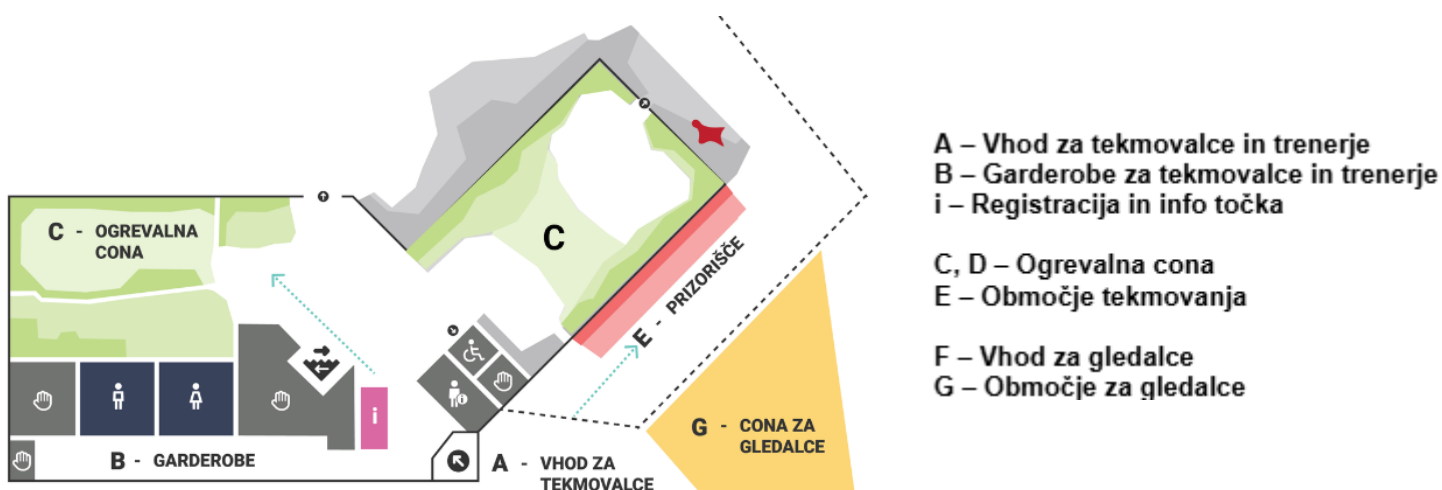 C - OGREVALNA
CONA
C
E - PRIZORIŠČE
i
B - GARDEROBE
A - VHOD ZA
TEKMOVALCE
G - CONA ZA
GLEDALCE
A – Vhod za tekmovalce in trenerje
B – Garderobe za tekmovalce in trenerje
i – Registracija in info točka
C, D – Ogrevalna cona
E – Območje tekmovanja
F – Vhod za gledalce
G – Območje za gledalce